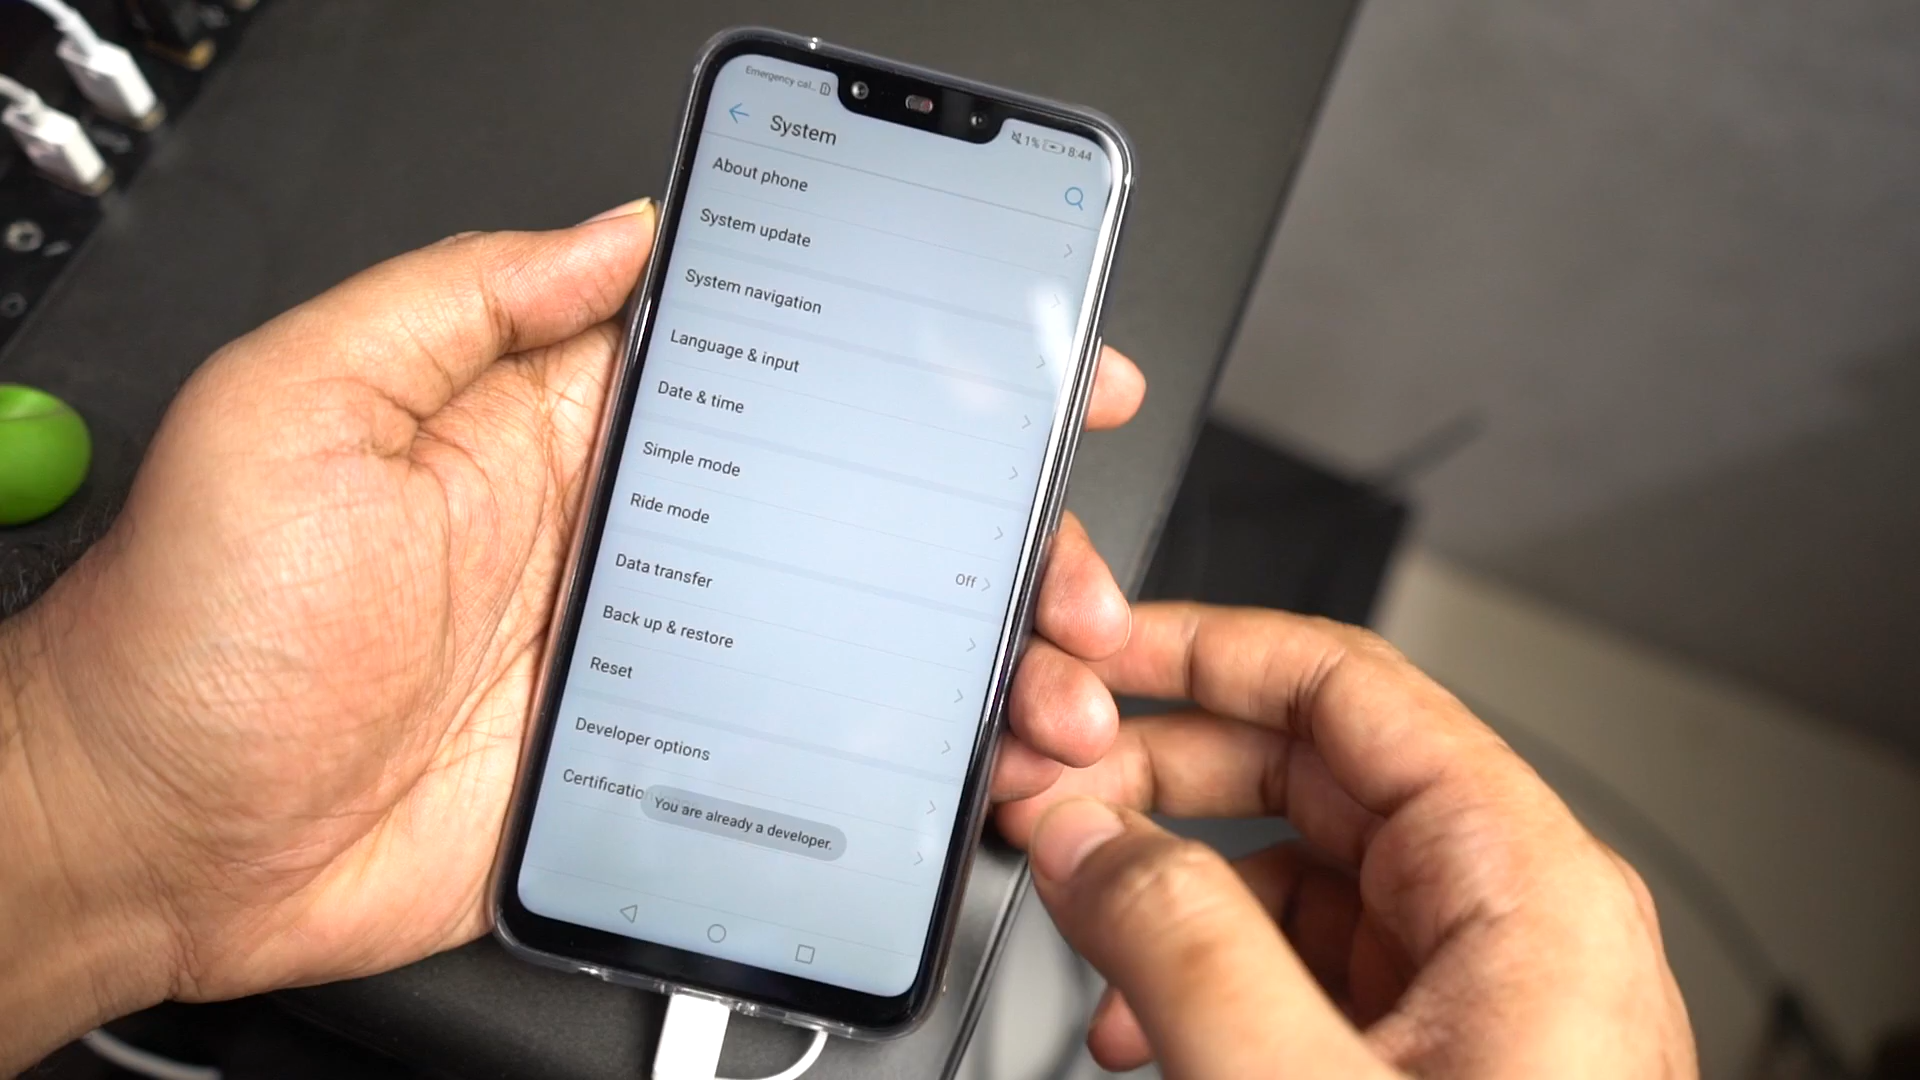 Emergency cal...
1% 8:44
System
About phone
System update
System navigation
Language & input
Date & time
Simple mode
Ride mode
Off
Data transfer
Back up & restore
Reset
Developer options
Certificatio
You are already a developer.